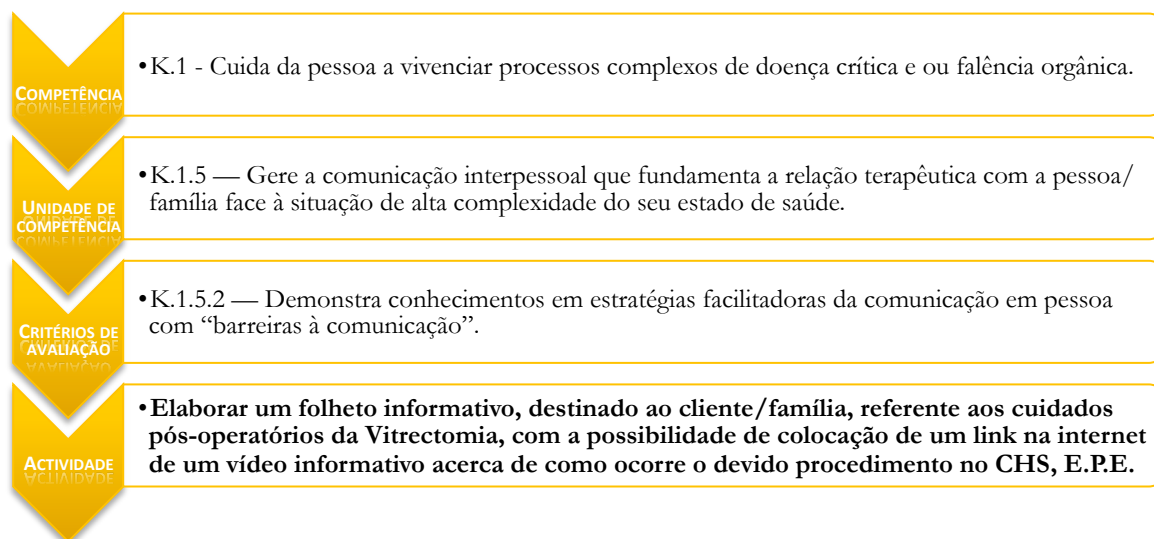 COMPETÊNCIA
•K.1 - Cuida da pessoa a vivenciar processos complexos de doença crítica e ou falência orgânica.
UNIDADE DE
COMPETÊNCIA
•K.1.5 — Gere a comunicação interpessoal que fundamenta a relação terapêutica com a pessoa/
família face à situação de alta complexidade do seu estado de saúde.
CRITÉRIOS DE
AVALIAÇÃO
•K.1.5.2 — Demonstra conhecimentos em estratégias facilitadoras da comunicação em pessoa
com “barreiras à comunicação”.
ACTIVIDADE
•Elaborar um folheto informativo, destinado ao cliente/família, referente aos cuidados
pós-operatórios da Vitrectomia, com a possibilidade de colocação de um link na internet
de um vídeo informativo acerca de como ocorre o devido procedimento no CHS, E.P.E.